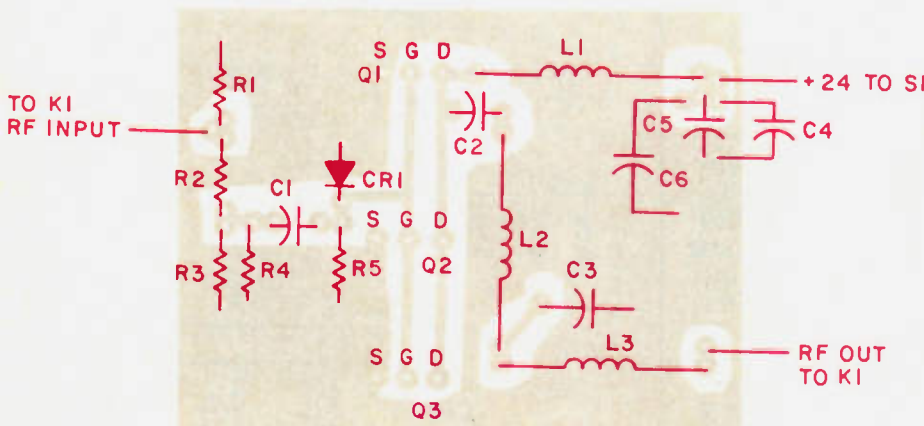 S G D
Q1
L1
+24 TO S1
R1
TO K1
RF INPUT
C2
C5
C4
C6
R2
C1
CR1
S G D
Q2
L2
R3
R4
R5
C3
L3
S G D
Q3
RF OUT
TO K1